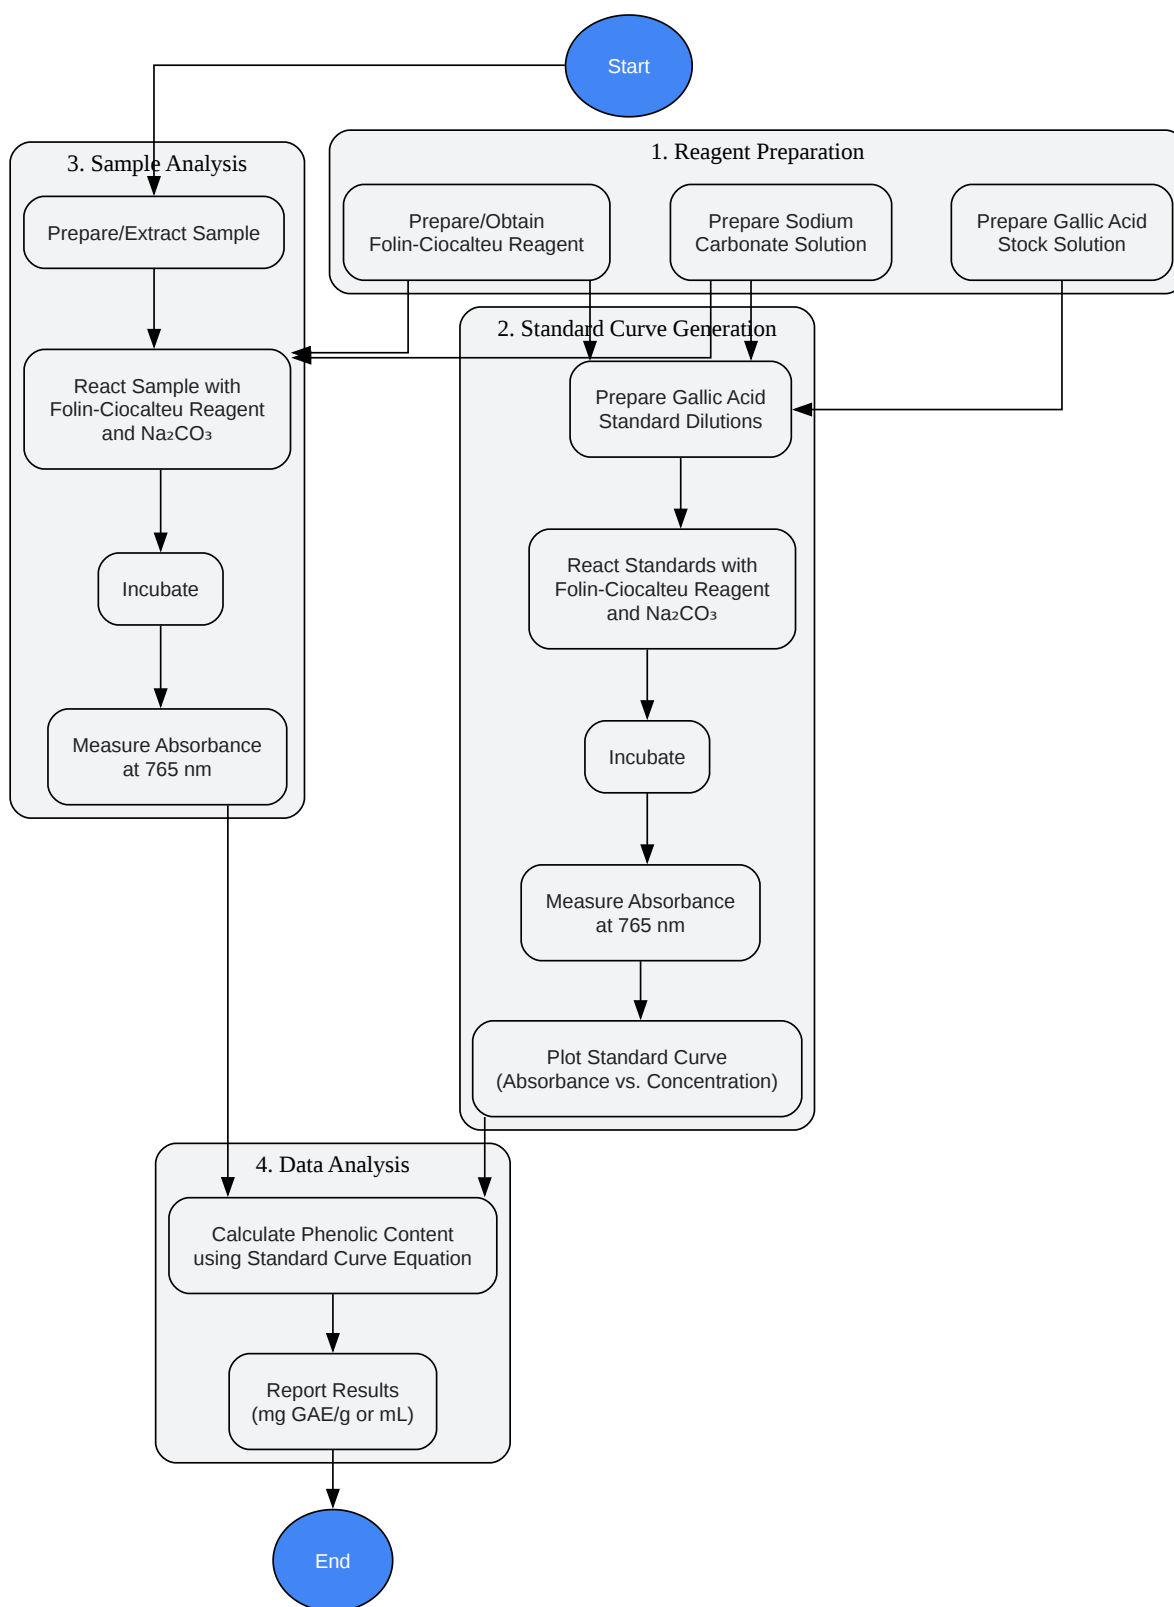 Start
1. Reagent Preparation
Prepare/Obtain
Folin-Ciocalteu Reagent
Prepare Sodium
Carbonate Solution
Prepare Gallic Acid
Stock Solution
3. Sample Analysis
Prepare/Extract Sample
React Sample with
Folin-Ciocalteu Reagent
and Na₂CO₃
Incubate
Measure Absorbance
at 765 nm
2. Standard Curve Generation
Prepare Gallic Acid
Standard Dilutions
React Standards with
Folin-Ciocalteu Reagent
and Na₂CO₃
Incubate
Measure Absorbance
at 765 nm
Plot Standard Curve
(Absorbance vs. Concentration)
4. Data Analysis
Calculate Phenolic Content
using Standard Curve Equation
Report Results
(mg GAE/g or mL)
End